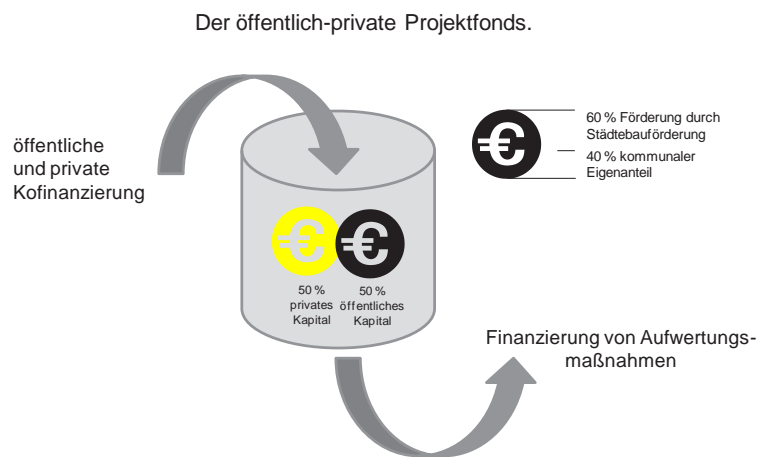 Der öffentlich-private Projektfonds.
öffentliche
und private
Kofinanzierung
60 % Förderung durch
Städtebauförderung
40 % kommunaler
Eigenanteil
€
€
€
50 %
privates
Kapital
50 %
öffentliches
Kapital
Finanzierung von Aufwertungs-
maßnahmen